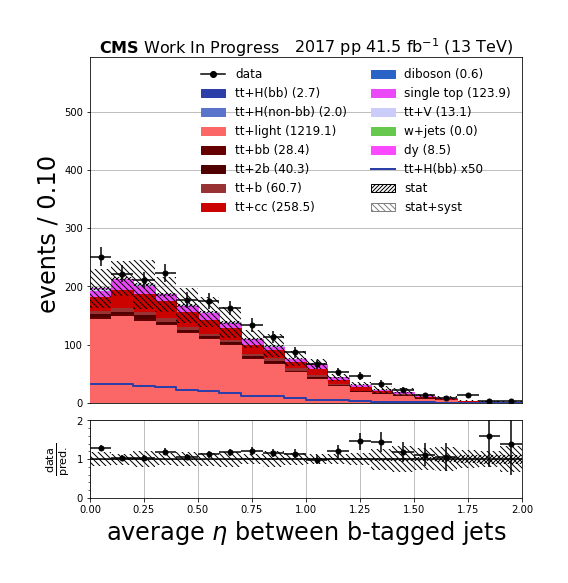 CMS Work In Progress 2017 pp 41.5 fb⁻¹ (13 TeV)
data
tt+H(bb) (2.7)
tt+H(non-bb) (2.0)
tt+light (1219.1)
tt+bb (28.4)
tt+2b (40.3)
tt+b (60.7)
tt+cc (258.5)
diboson (0.6)
single top (123.9)
tt+V (13.1)
w+jets (0.0)
dy (8.5)
tt+H(bb) x50
stat
stat+syst
events / 0.10
500
400
300
200
100
0
data
pred.
2
1
0
0.00 0.25 0.50 0.75 1.00 1.25 1.50 1.75 2.00
average η between b-tagged jets